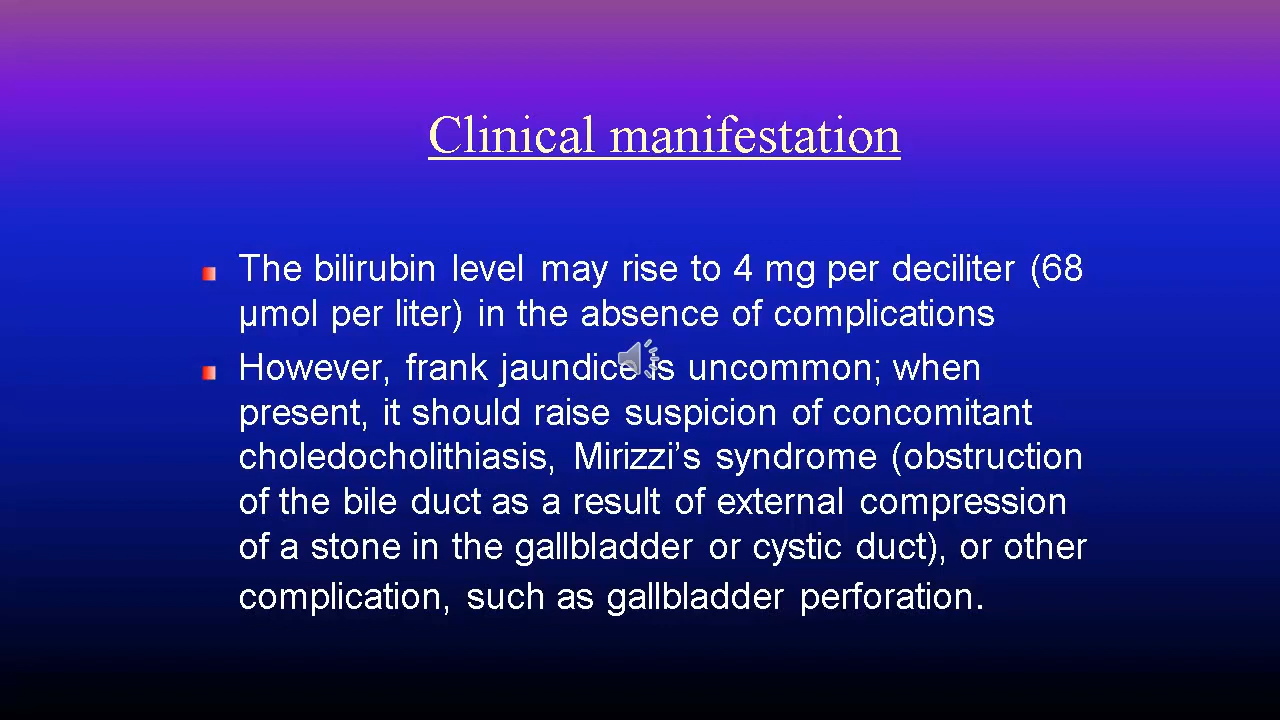 Clinical manifestation
The bilirubin level may rise to 4 mg per deciliter (68
μmol per liter) in the absence of complications
However, frank jaundice is uncommon; when
present, it should raise suspicion of concomitant
choledocholithiasis, Mirizzi’s syndrome (obstruction
of the bile duct as a result of external compression
of a stone in the gallbladder or cystic duct), or other
complication, such as gallbladder perforation.